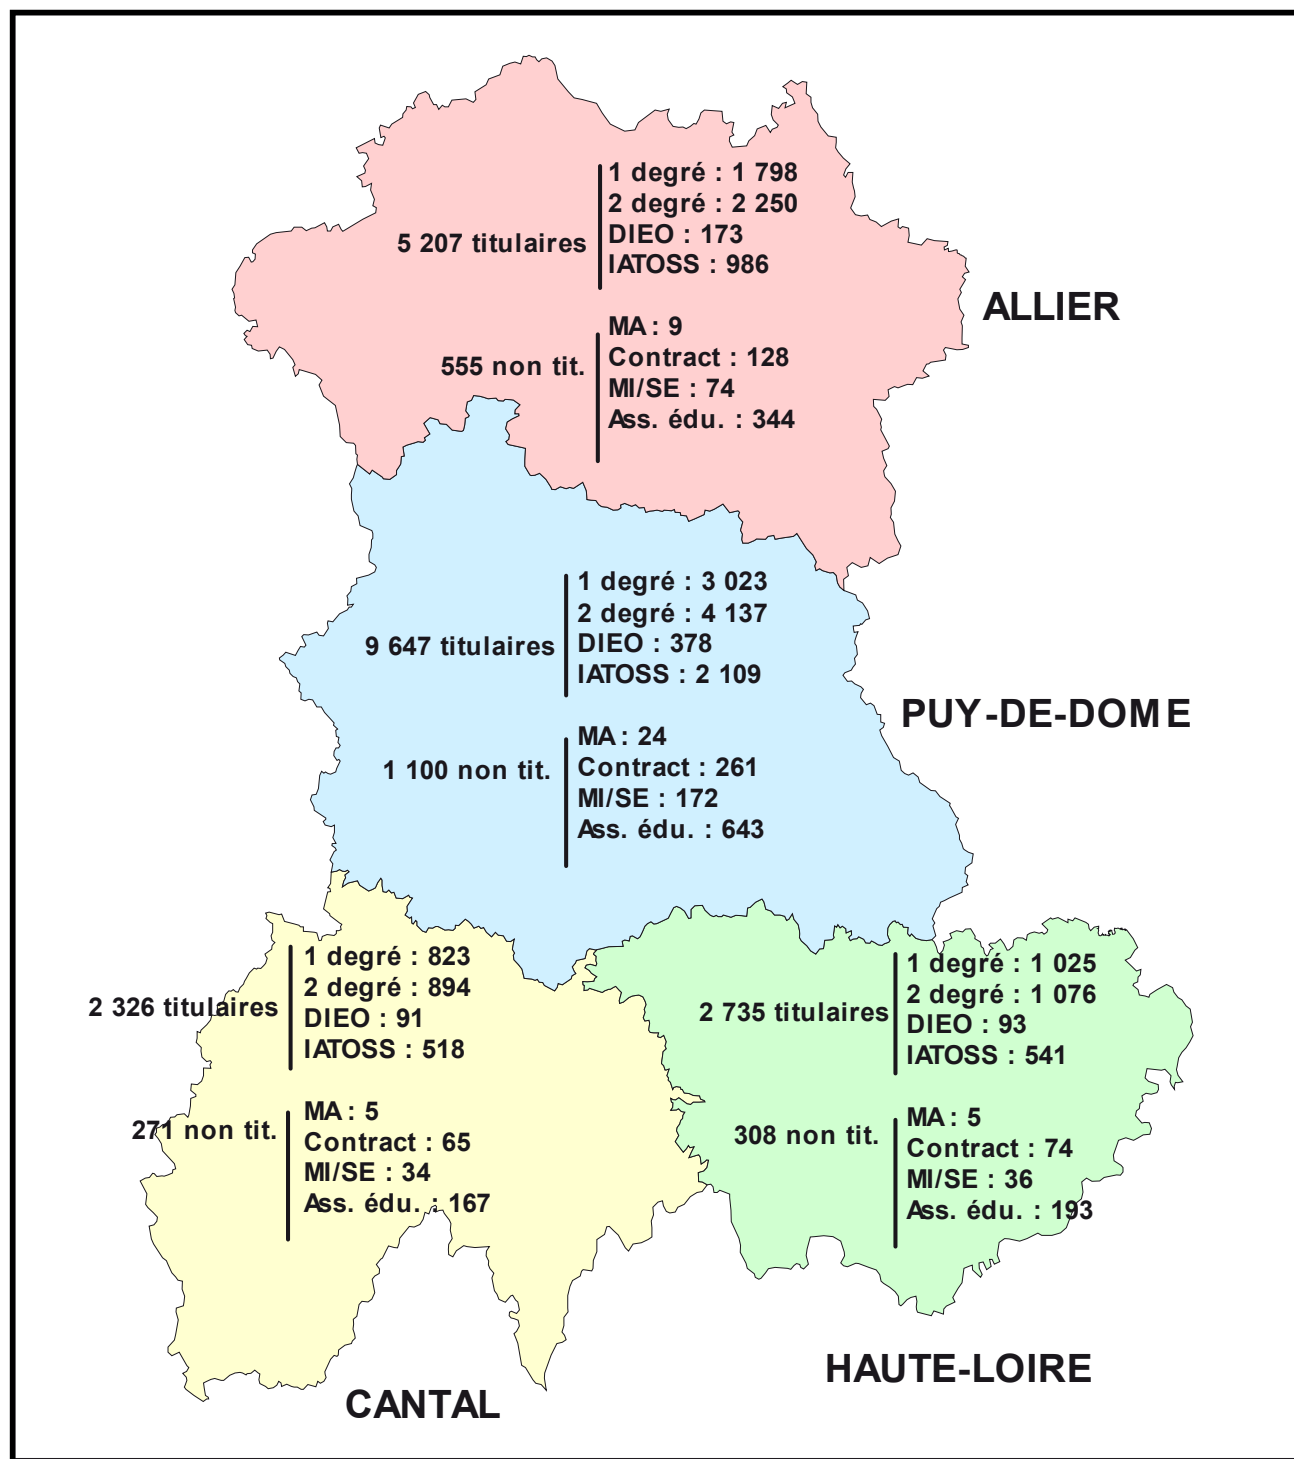 1 degré : 1 798
2 degré : 2 250
5 207 titulaires
DIEO : 173
IATOSS : 986
ALLIER
MA : 9
555 non tit.
Contract : 128
MI/SE : 74
Ass. édu. : 344
1 degré : 3 023
2 degré : 4 137
9 647 titulaires
DIEO : 378
IATOSS : 2 109
PUY-DE-DOME
MA : 24
1 100 non tit.
Contract : 261
MI/SE : 172
Ass. édu. : 643
1 degré : 823
2 degré : 894
2 326 titulaires
DIEO : 91
IATOSS : 518
MA : 5
271 non tit.
Contract : 65
MI/SE : 34
Ass. édu. : 167
CANTAL
1 degré : 1 025
2 degré : 1 076
2 735 titulaires
DIEO : 93
IATOSS : 541
MA : 5
308 non tit.
Contract : 74
MI/SE : 36
Ass. édu. : 193
HAUTE-LOIRE